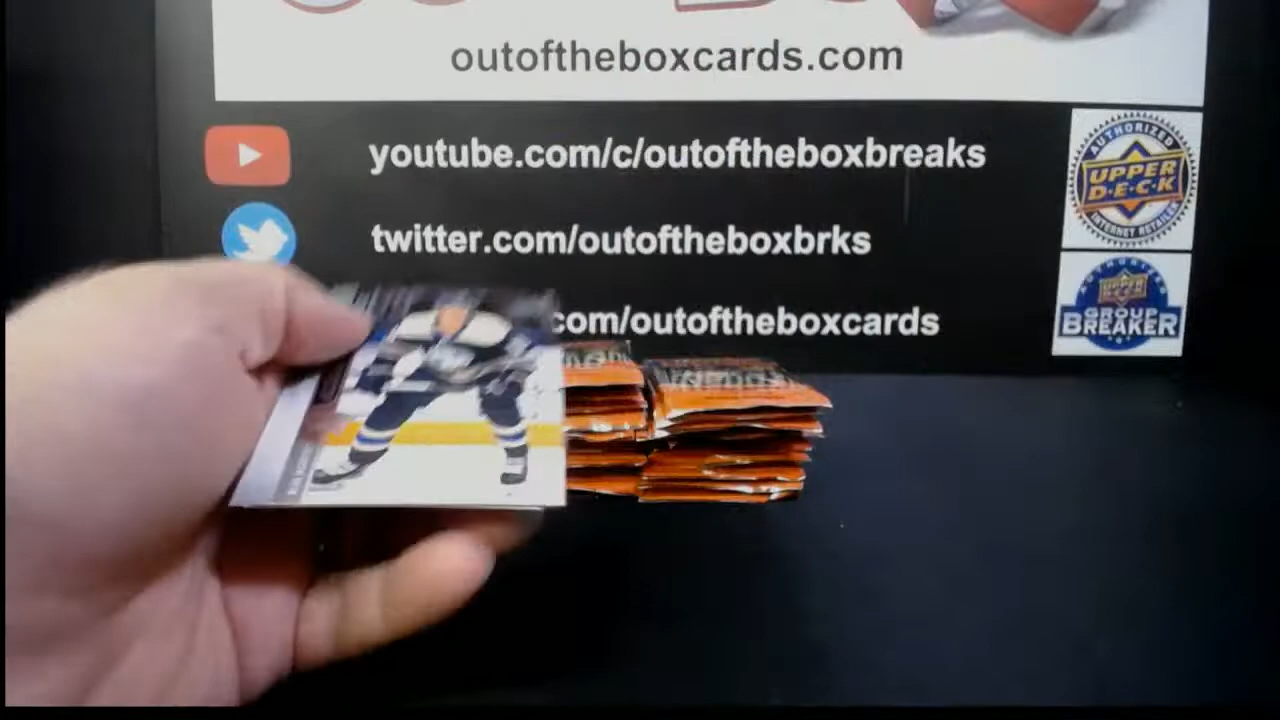 outoftheboxcards.com
youtube.com/c/outoftheboxbreaks
twitter.com/outoftheboxbrks
com/outoftheboxcards
AUTHORIZED
UPPER
D·E·C·K
INTERNET RETAILER
AUTHORIZED
UPPER
DECK
GROUP
BREAKER